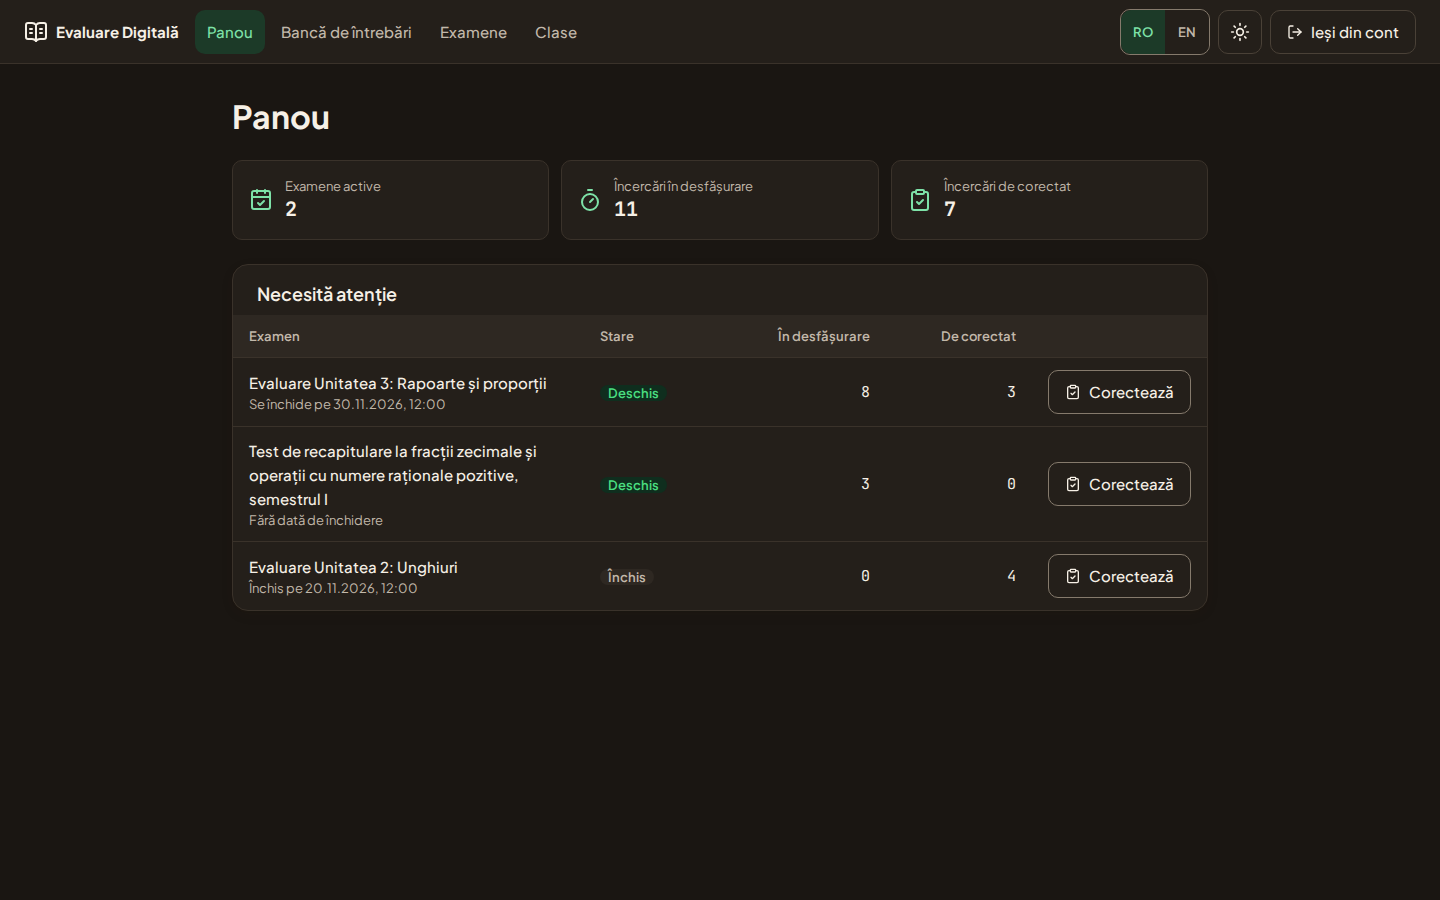 Evaluare Digitală
Panou
Bancă de întrebări
Examene
Clase
RO
EN
Ieși din cont
Panou
Examene active
2
Încercări în desfășurare
11
Încercări de corectat
7
Necesită atenție
Examen
Stare
În desfășurare
De corectat
Evaluare Unitatea 3: Rapoarte și proporții
Se închide pe 30.11.2026, 12:00
Deschis
8
3
Corectează
Test de recapitulare la fracții zecimale și
operații cu numere raționale pozitive,
semestrul I
Fără dată de închidere
Deschis
3
0
Corectează
Evaluare Unitatea 2: Unghiuri
Închis pe 20.11.2026, 12:00
Închis
0
4
Corectează